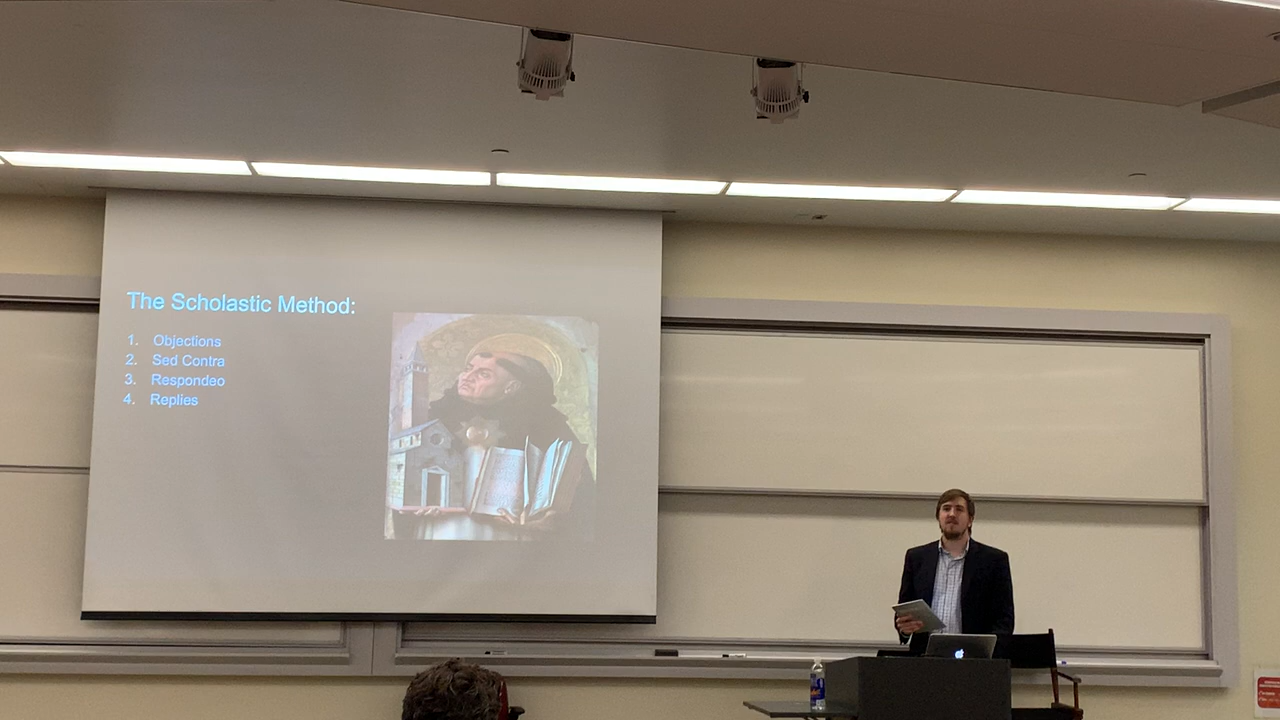 The Scholastic Method:
1. Objections
2. Sed Contra
3. Respondeo
4. Replies